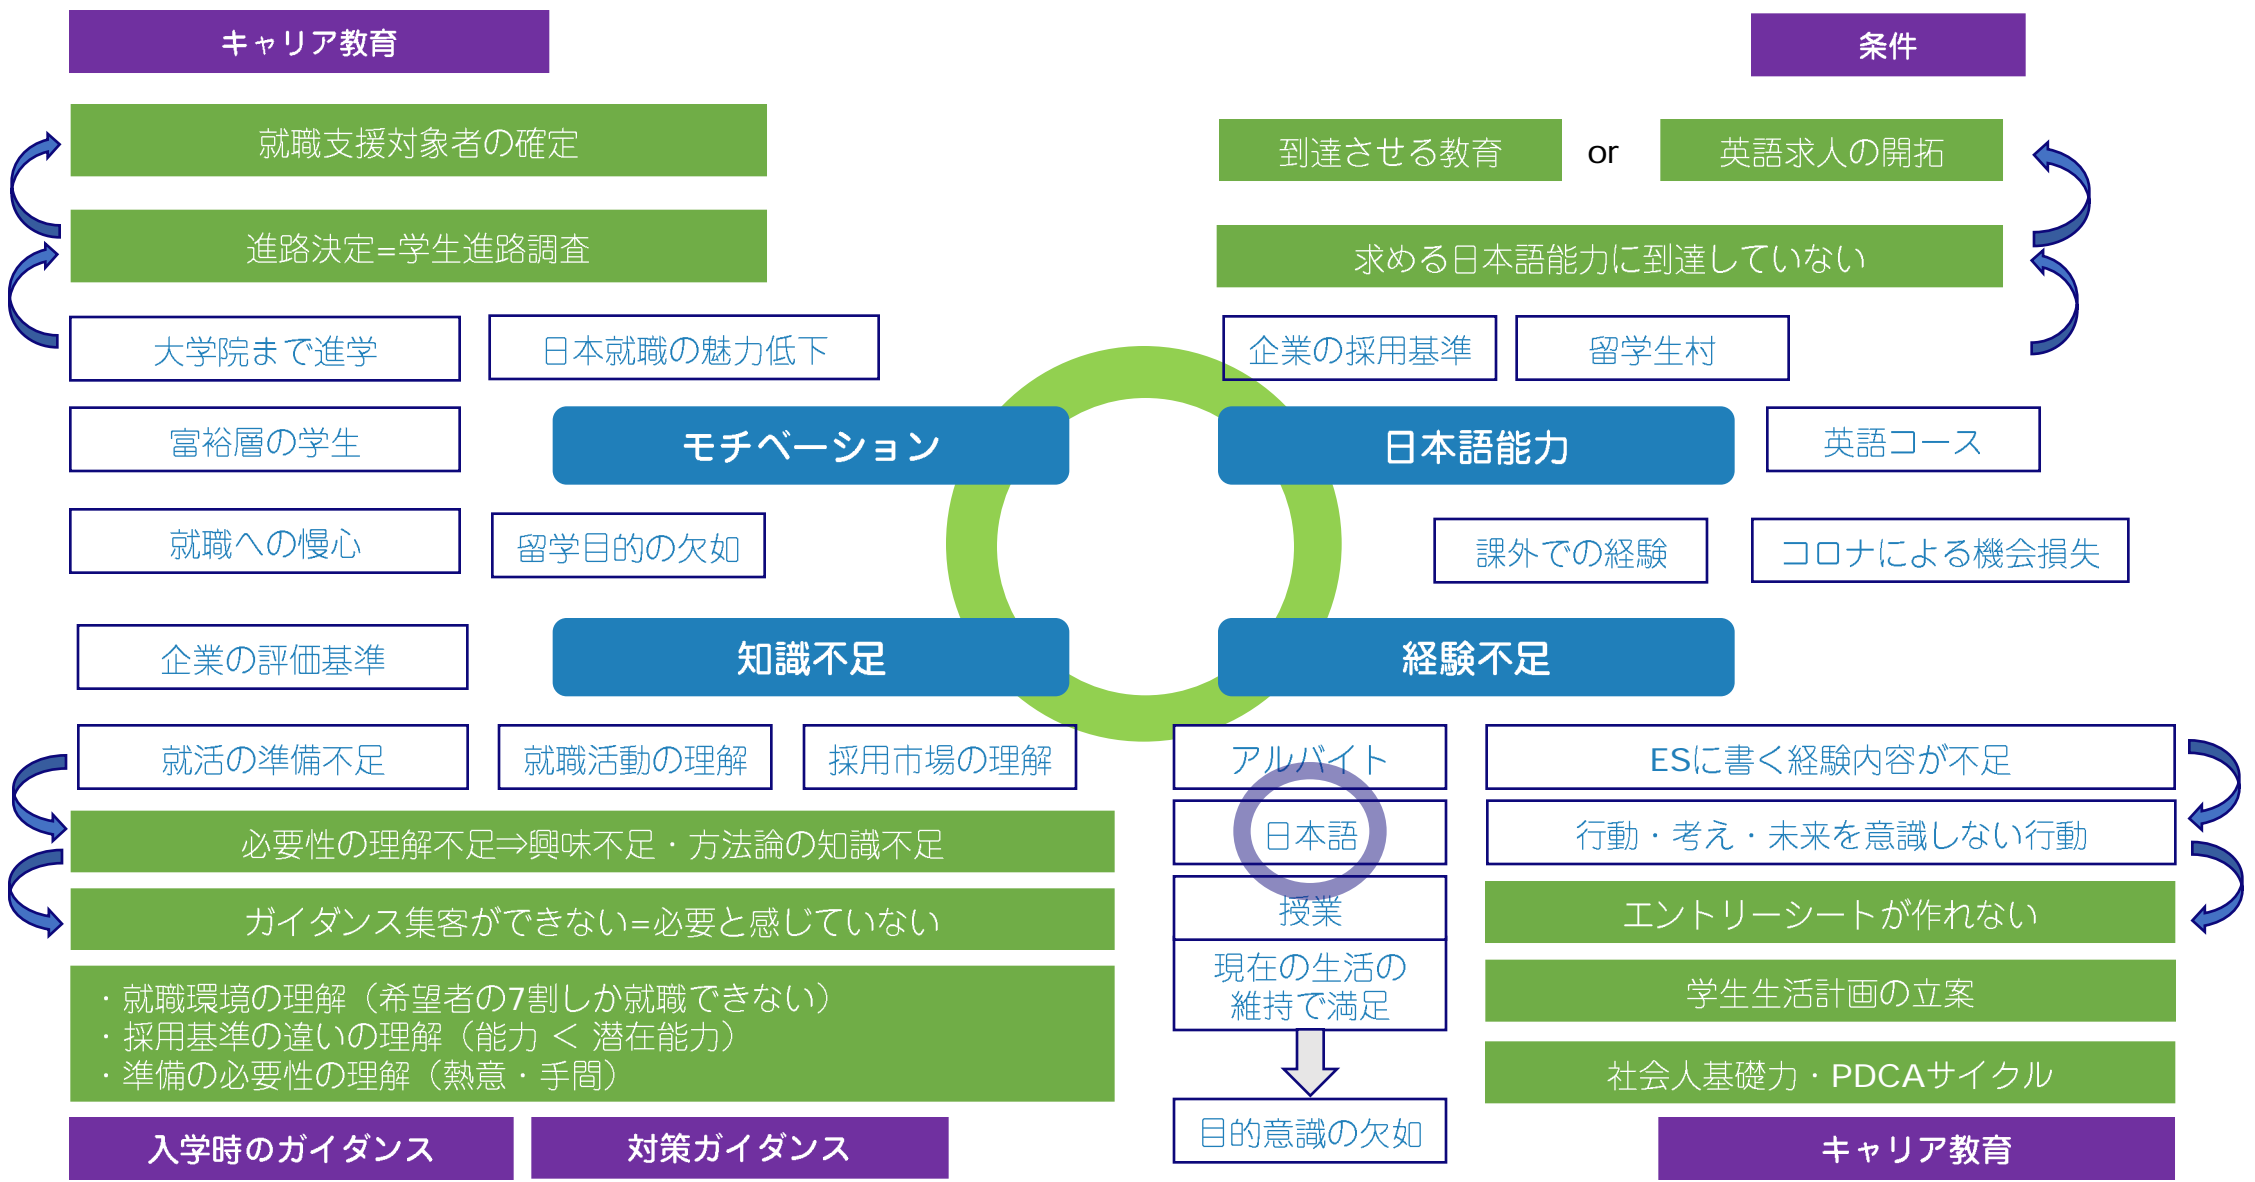 キャリア教育
条件
就職支援対象者の確定
到達させる教育 or 英語求人の開拓
進路決定=学生進路調査
求める日本語能力に到達していない
大学院まで進学
日本就職の魅力低下
企業の採用基準
留学生村
富裕層の学生
モチベーション
日本語能力
英語コース
就職への慢心
留学目的の欠如
課外での経験
コロナによる機会損失
企業の評価基準
知識不足
経験不足
就活の準備不足
就職活動の理解
採用市場の理解
アルバイト
ESに書く経験内容が不足
必要性の理解不足⇒興味不足・方法論の知識不足
日本語
行動・考え・未来を意識しない行動
ガイダンス集客ができない=必要と感じていない
授業
エントリーシートが作れない
現在の生活の
維持で満足
学生生活計画の立案
・就職環境の理解（希望者の7割しか就職できない）
・採用基準の違いの理解（能力 ＜ 潜在能力）
・準備の必要性の理解（熱意・手間）
社会人基礎力・PDCAサイクル
入学時のガイダンス
対策ガイダンス
目的意識の欠如
キャリア教育